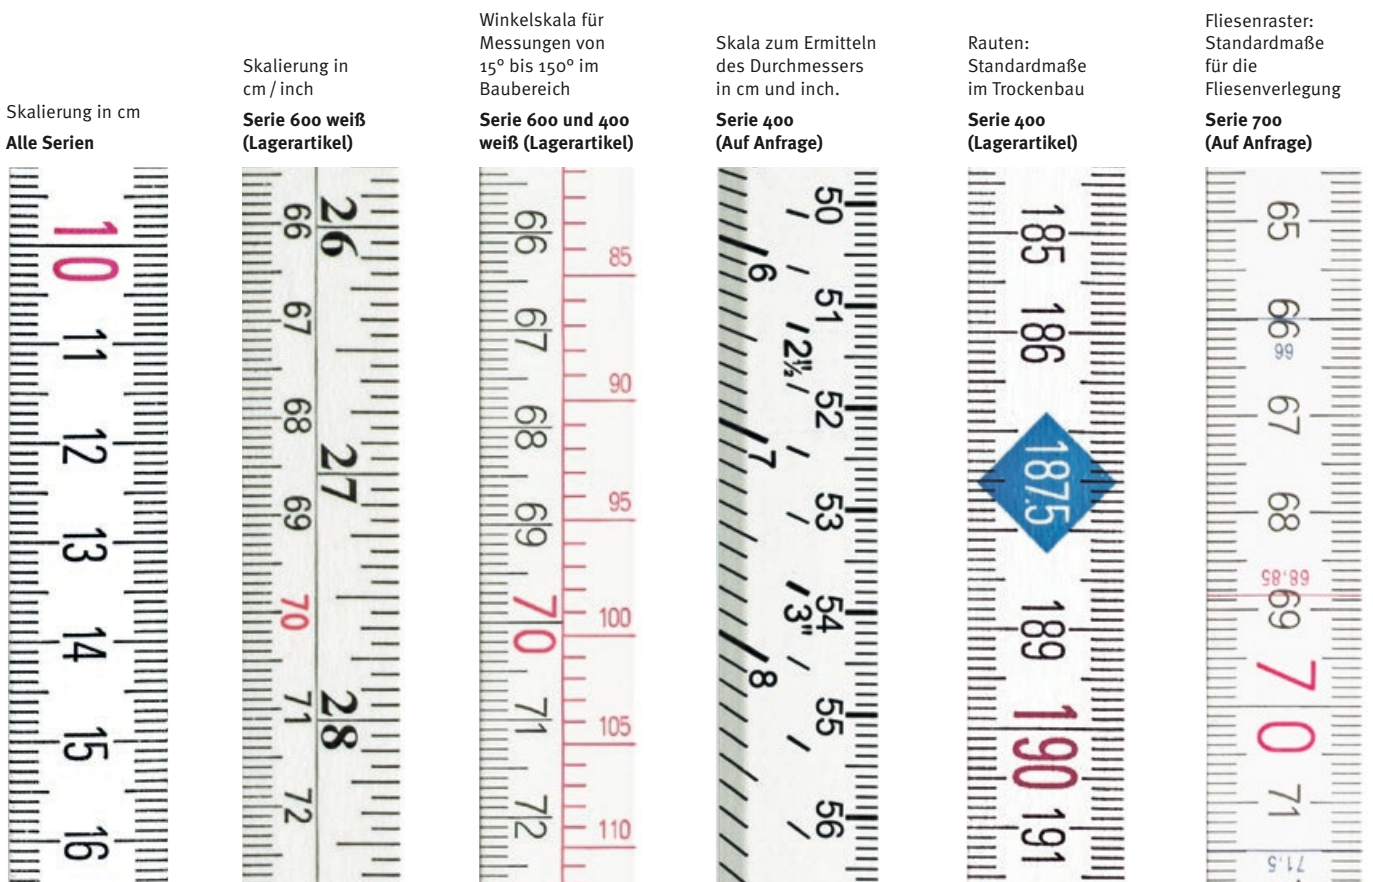 Skalierung in cm
Alle Serien
10
11
12
13
14
15
16
Skalierung in
cm / inch
Serie 600 weiß
(Lagerartikel)
66
67
68
69
70
71
72
26
27
28
Winkelskala für
Messungen von
15° bis 150° im
Baubereich
Serie 600 und 400
weiß (Lagerartikel)
66
67
68
69
70
71
72
85
90
95
100
105
110
Skala zum Ermitteln
des Durchmessers
in cm und inch.
Serie 400
(Auf Anfrage)
6
7
8
2½"
3"
50
51
52
53
54
55
56
Rauten:
Standardmaße
im Trockenbau
Serie 400
(Lagerartikel)
185
186
187.5
189
190
191
Fliesenraster:
Standardmaße
für die
Fliesenverlegung
Serie 700
(Auf Anfrage)
65
66
66
67
68
68.85
69
70
71
71.5